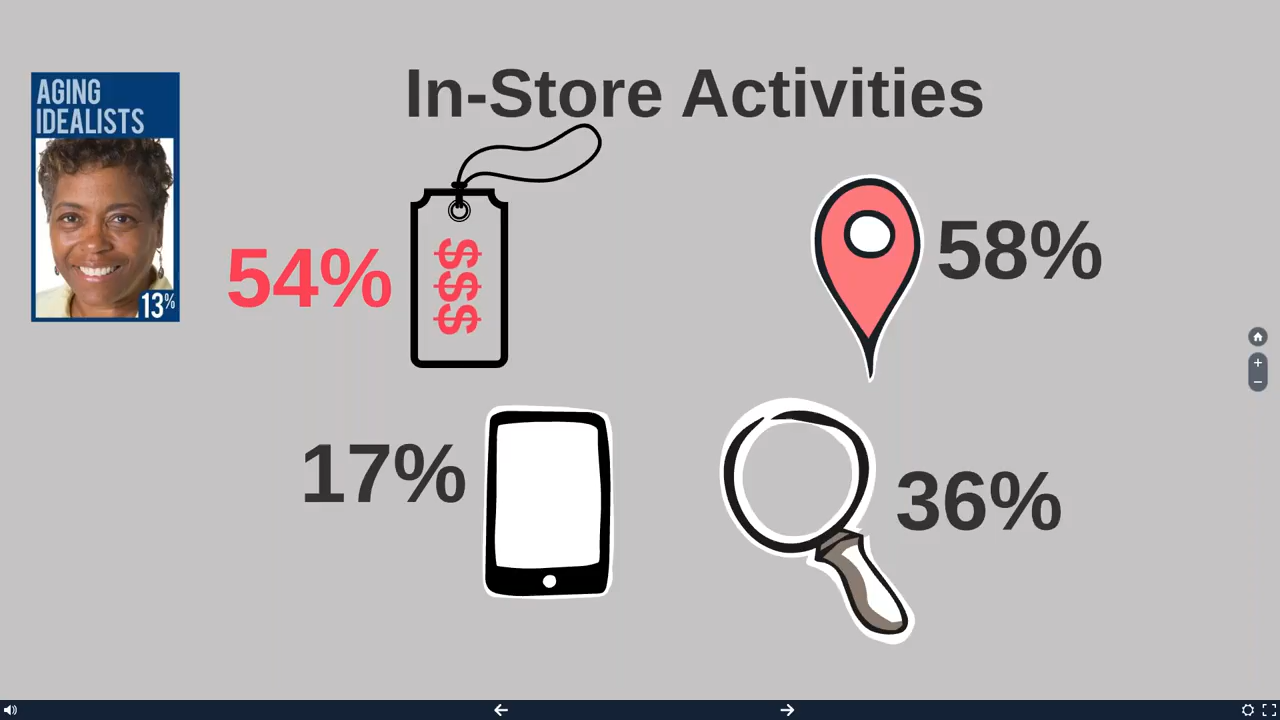 In-Store Activities
AGING
IDEALISTS
13%
54%
$$$
58%
17%
36%